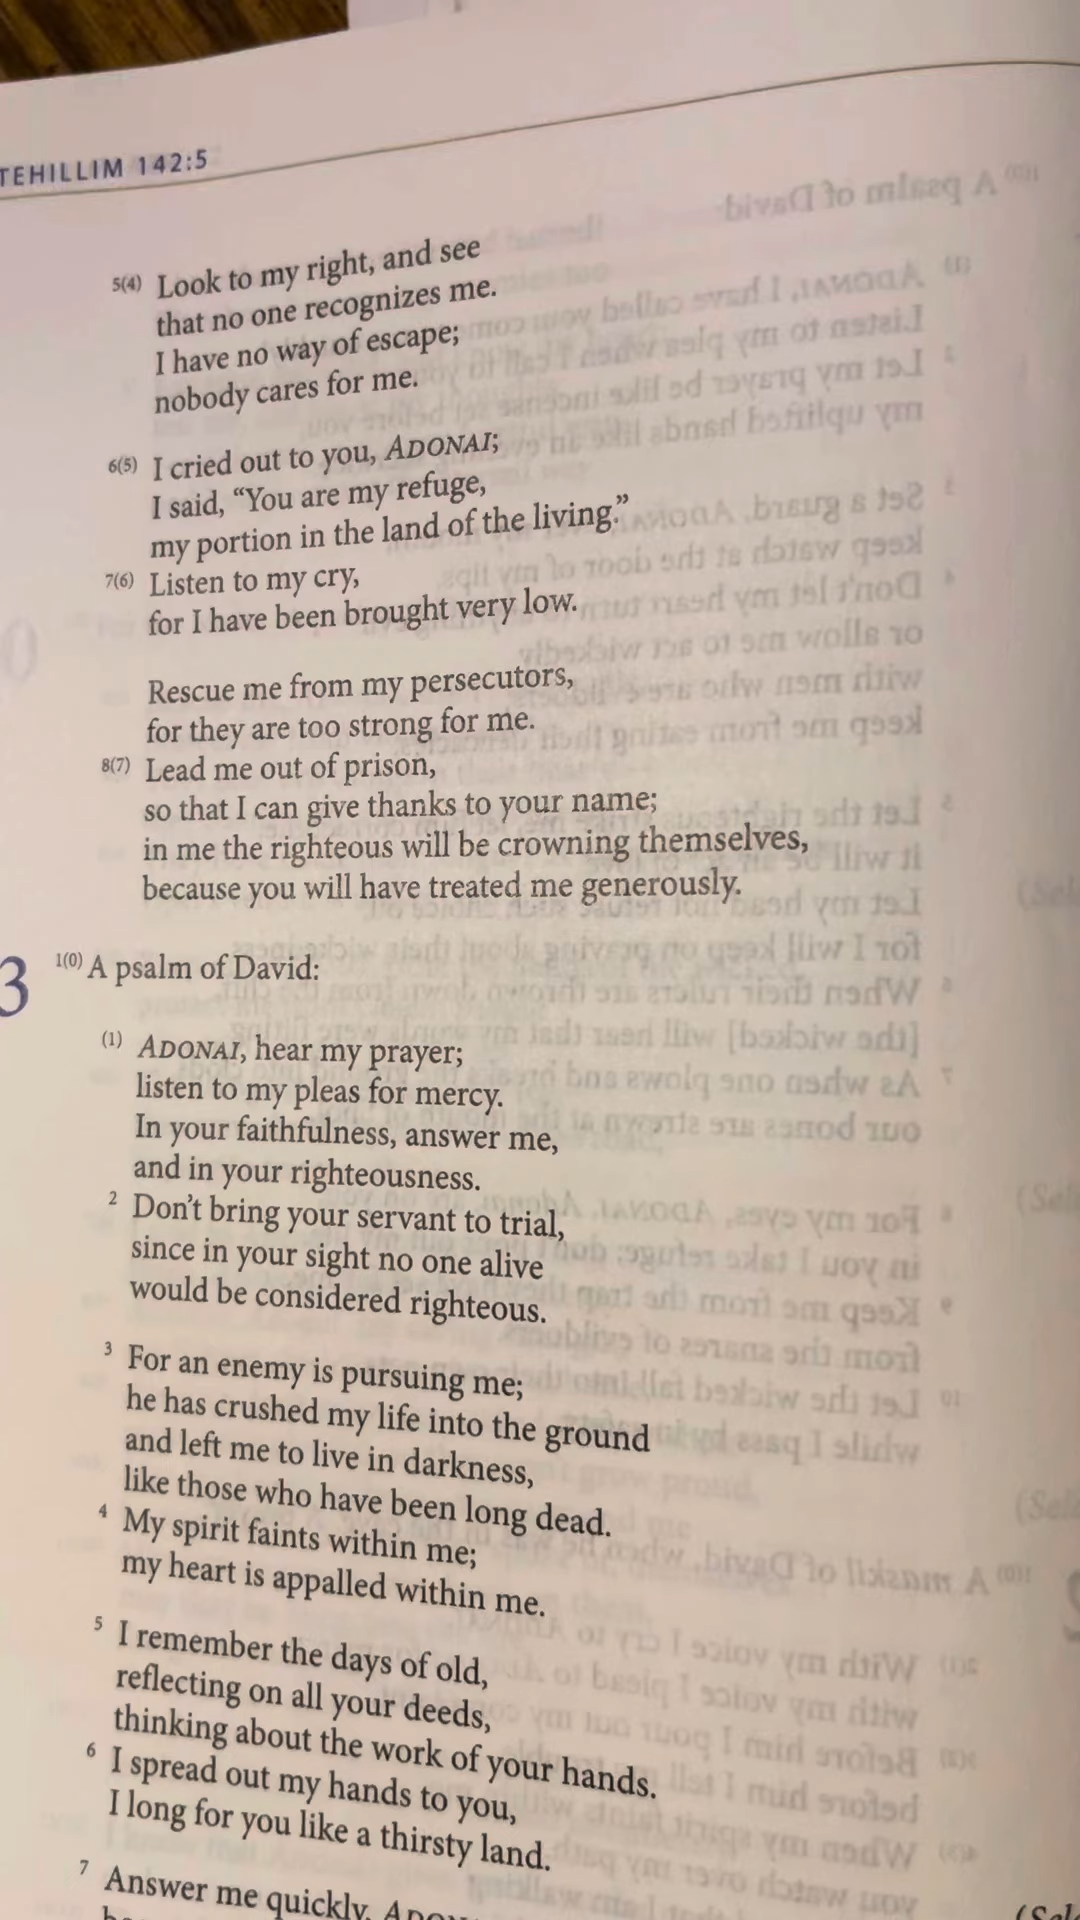 TEHILLIM 142:5
5(4) Look to my right, and see
that no one recognizes me.
I have no way of escape;
nobody cares for me.
6(5) I cried out to you, ADONAI;
I said, “You are my refuge,
my portion in the land of the living.”
7(6) Listen to my cry,
for I have been brought very low.
Rescue me from my persecutors,
for they are too strong for me.
8(7) Lead me out of prison,
so that I can give thanks to your name;
in me the righteous will be crowning themselves,
because you will have treated me generously.
3 1(0) A psalm of David:
(1) ADONAI, hear my prayer;
listen to my pleas for mercy.
In your faithfulness, answer me,
and in your righteousness.
2 Don’t bring your servant to trial,
since in your sight no one alive
would be considered righteous.
3 For an enemy is pursuing me;
he has crushed my life into the ground
and left me to live in darkness,
like those who have been long dead.
4 My spirit faints within me;
my heart is appalled within me.
5 I remember the days of old,
reflecting on all your deeds,
thinking about the work of your hands.
6 I spread out my hands to you,
I long for you like a thirsty land.
7 Answer me quickly,